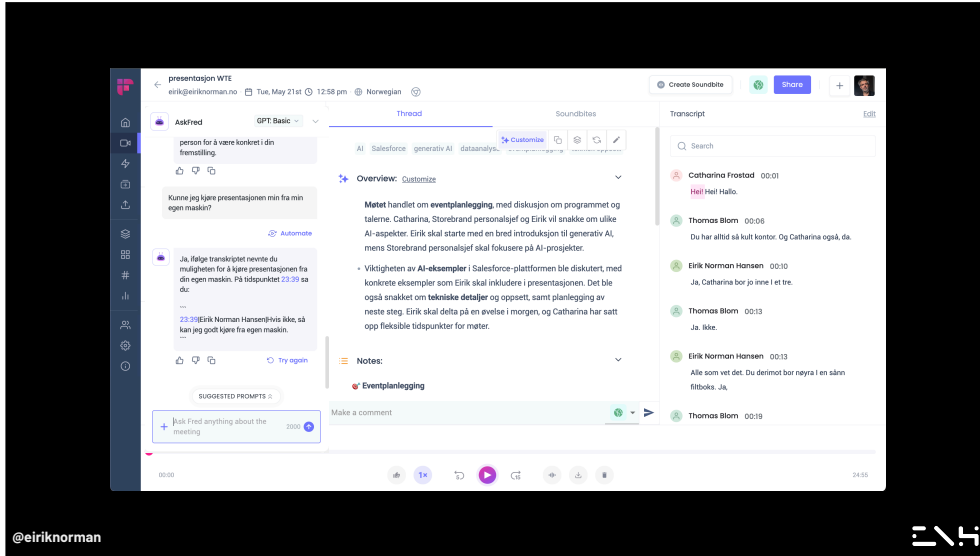 presentasjon WTE
eirik@eiriknorman.no · Tue, May 21st 12:58 pm Norwegian
Create Soundbite
Share
AskFred
GPT: Basic
person for å være konkret i din
fremstilling.
Kunne jeg kjøre presentasjonen min fra min
egen maskin?
Automate
Ja, ifølge transkriptet nevnte du
muligheten for å kjøre presentasjonen fra
din egen maskin. På tidspunktet 23:39 sa
du:
```
23:39|Eirik Norman Hansen|Hvis ikke, så
kan jeg godt kjøre fra egen maskin.
```
Try again
SUGGESTED PROMPTS
Ask Fred anything about the
meeting
2000
Thread
Soundbites
Customize
AI Salesforce generativ AI
Overview: Customize
Møtet handlet om eventplanlegging, med diskusjon om programmet og
talerne. Catharina, Storebrand personalsjef og Eirik vil snakke om ulike
AI-aspekter. Eirik skal starte med en bred introduksjon til generativ AI,
mens Storebrand personalsjef skal fokusere på AI-prosjekter.
• Viktigheten av AI-eksempler i Salesforce-plattformen ble diskutert, med
konkrete eksempler som Eirik skal inkludere i presentasjonen. Det ble
også snakket om tekniske detaljer og oppsett, samt planlegging av
neste steg. Eirik skal delta på en øvelse i morgen, og Catharina har satt
opp fleksible tidspunkter for møter.
Notes:
Eventplanlegging
Make a comment
Transcript
Edit
Search
Catharina Frostad 00:01
Hei! Hei! Hallo.
Thomas Blom 00:06
Du har alltid så kult kontor. Og Catharina også, da.
Eirik Norman Hansen 00:10
Ja, Catharina bor jo inne I et tre.
Thomas Blom 00:13
Ja. Ikke.
Eirik Norman Hansen 00:13
Alle som vet det. Du derimot bor nøyra I en sånn
filtboks. Ja,
Thomas Blom 00:19
00:00
1×
5
15
24:55
@eiriknorman